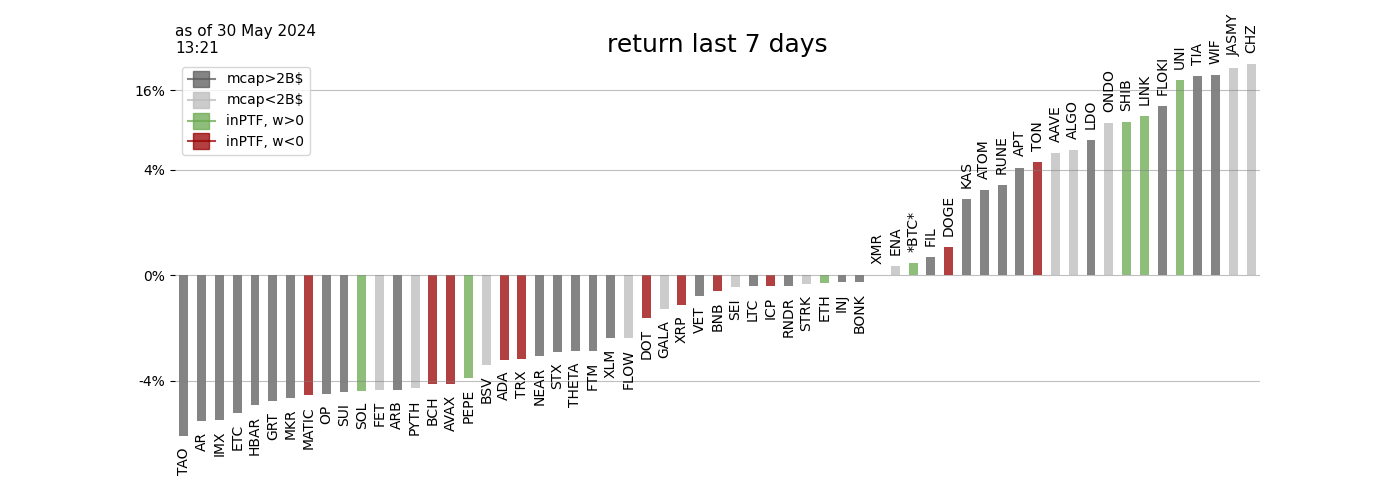 as of 30 May 2024
13:21
return last 7 days
mcap>2B$
mcap<2B$
inPTF, w>0
inPTF, w<0
16%
4%
0%
-4%
TAO
AR
IMX
ETC
HBAR
GRT
MKR
MATIC
OP
SUI
SOL
FET
ARB
PYTH
BCH
AVAX
PEPE
BSV
ADA
TRX
NEAR
STX
THETA
FTM
XLM
FLOW
DOT
GALA
XRP
VET
BNB
SEI
LTC
ICP
RNDR
STRK
ETH
INJ
BONK
XMR
ENA
*BTC*
FIL
DOGE
KAS
ATOM
RUNE
APT
TON
AAVE
ALGO
LDO
ONDO
SHIB
LINK
FLOKI
UNI
TIA
WIF
JASMY
CHZ